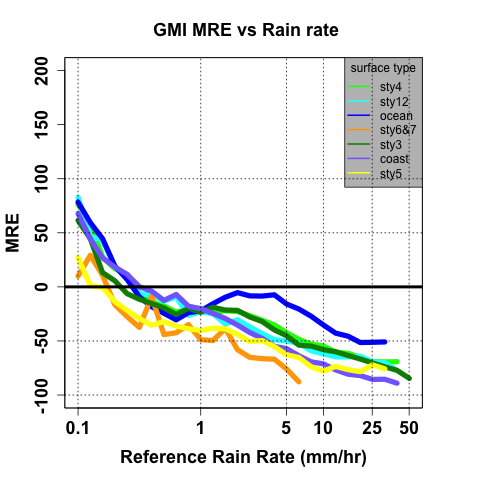 GMI MRE vs Rain rate
surface type
sty4
sty12
ocean
sty6&7
sty3
coast
sty5
MRE
200
150
100
50
0
-50
-100
0.1 1 5 10 25 50
Reference Rain Rate (mm/hr)